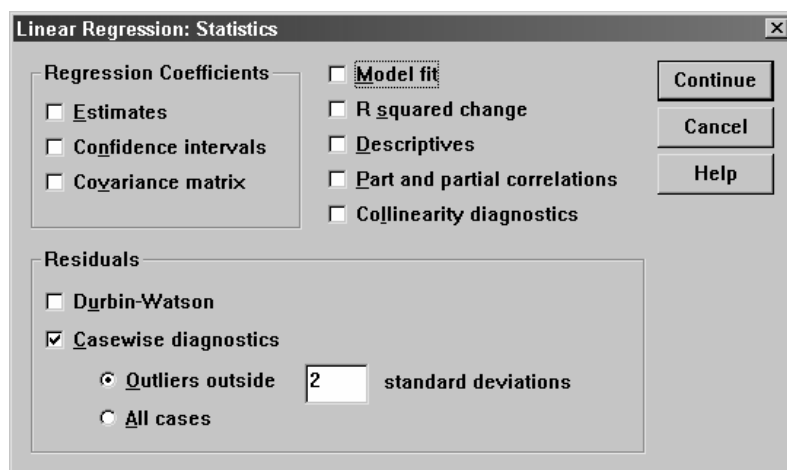 Linear Regression: Statistics
Regression Coefficients
Estimates
Confidence intervals
Covariance matrix
Model fit
R squared change
Descriptives
Part and partial correlations
Collinearity diagnostics
Continue
Cancel
Help
Residuals
Durbin-Watson
Casewise diagnostics
Outliers outside 2 standard deviations
All cases